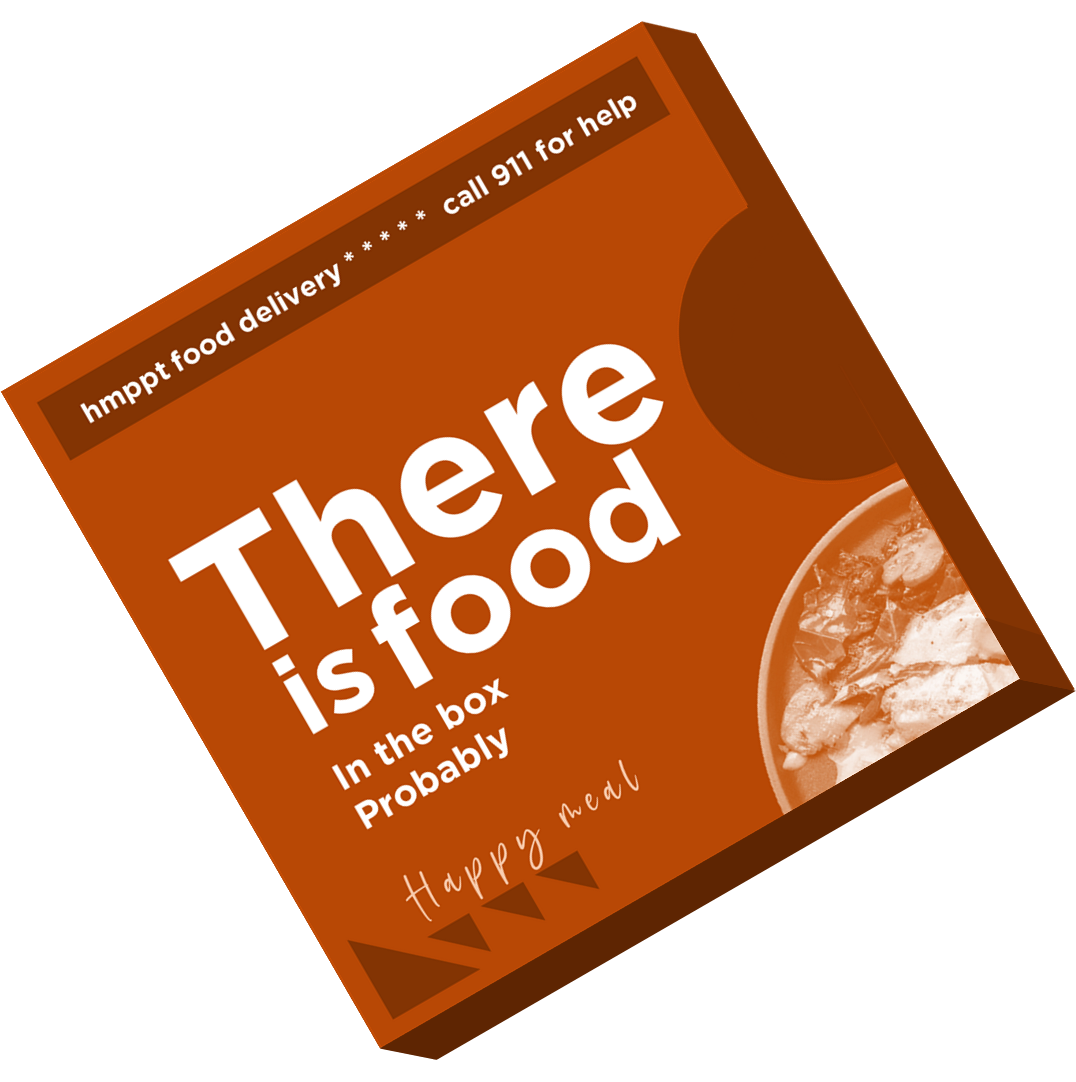 hmppt food delivery * * * * * call 911 for help
There
is food
In the box
Probably
Happy meal